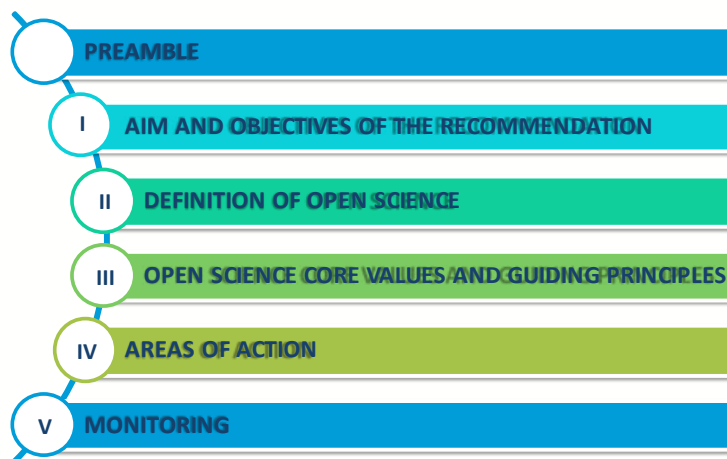 PREAMBLE
I AIM AND OBJECTIVES OF THE RECOMMENDATION
II DEFINITION OF OPEN SCIENCE
III OPEN SCIENCE CORE VALUES AND GUIDING PRINCIPLES
IV AREAS OF ACTION
V MONITORING